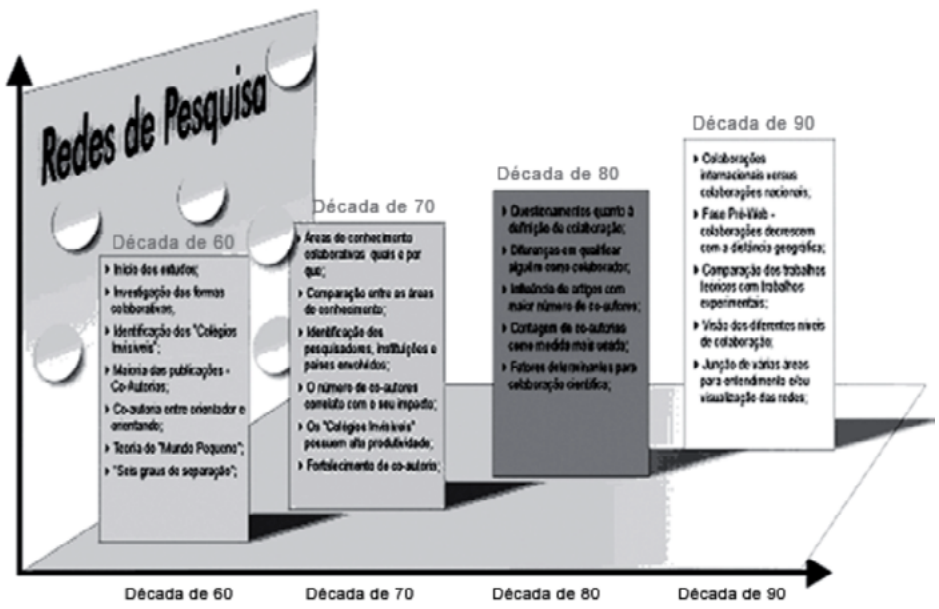 Redes de Pesquisa
Década de 60
▸ Início dos estudos;
▸ Investigação das formas
colaborativas;
▸ Identificação dos "Colégios
Invisíveis";
▸ Maioria das publicações -
Co-Autorias;
▸ Co-autoria entre orientador e
orientando;
▸ Teoria do "Mundo Pequeno";
▸ "Seis graus de separação";
Década de 70
▸ Áreas do conhecimento
colaborativas, quais e por
que;
▸ Comparação entre as áreas
do conhecimento;
▸ Identificação dos
pesquisadores, instituições e
países envolvidos;
▸ O número de co-autores
correlato com o seu impacto;
▸ Os "Colégios Invisíveis"
possuem alta produtividade;
▸ Fortalecimento de co-autoria;
Década de 80
▸ Questionamentos quanto à
definição de colaboração;
▸ Diferenças em qualificar
alguém como colaborador;
▸ Influência de artigos com
maior número de co-autores;
▸ Contagem de co-autorias
como medida mais usada;
▸ Fatores determinantes para
colaboração científica;
Década de 90
▸ Colaborações
internacionais versus
colaborações nacionais;
▸ Fase Pré-Web -
colaborações decrescem
com a distância geográfica;
▸ Comparação dos trabalhos
teóricos com trabalhos
experimentais;
▸ Visão dos diferentes níveis
de colaboração;
▸ Junção de várias áreas
para entendimento e/ou
visualização das redes;
Década de 60
Década de 70
Década de 80
Década de 90